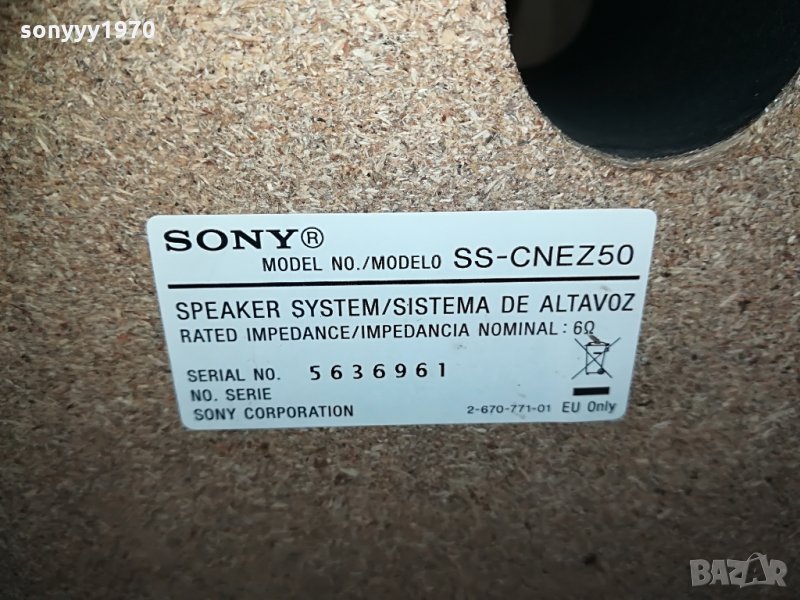 sonyyy1970
SONY®
MODEL NO./MODELO SS-CNEZ50
SPEAKER SYSTEM/SISTEMA DE ALTAVOZ
RATED IMPEDANCE/IMPEDANCIA NOMINAL: 6Ω
SERIAL NO. 5636961
NO. SERIE
SONY CORPORATION
2-670-771-01 EU Only
BAZAR